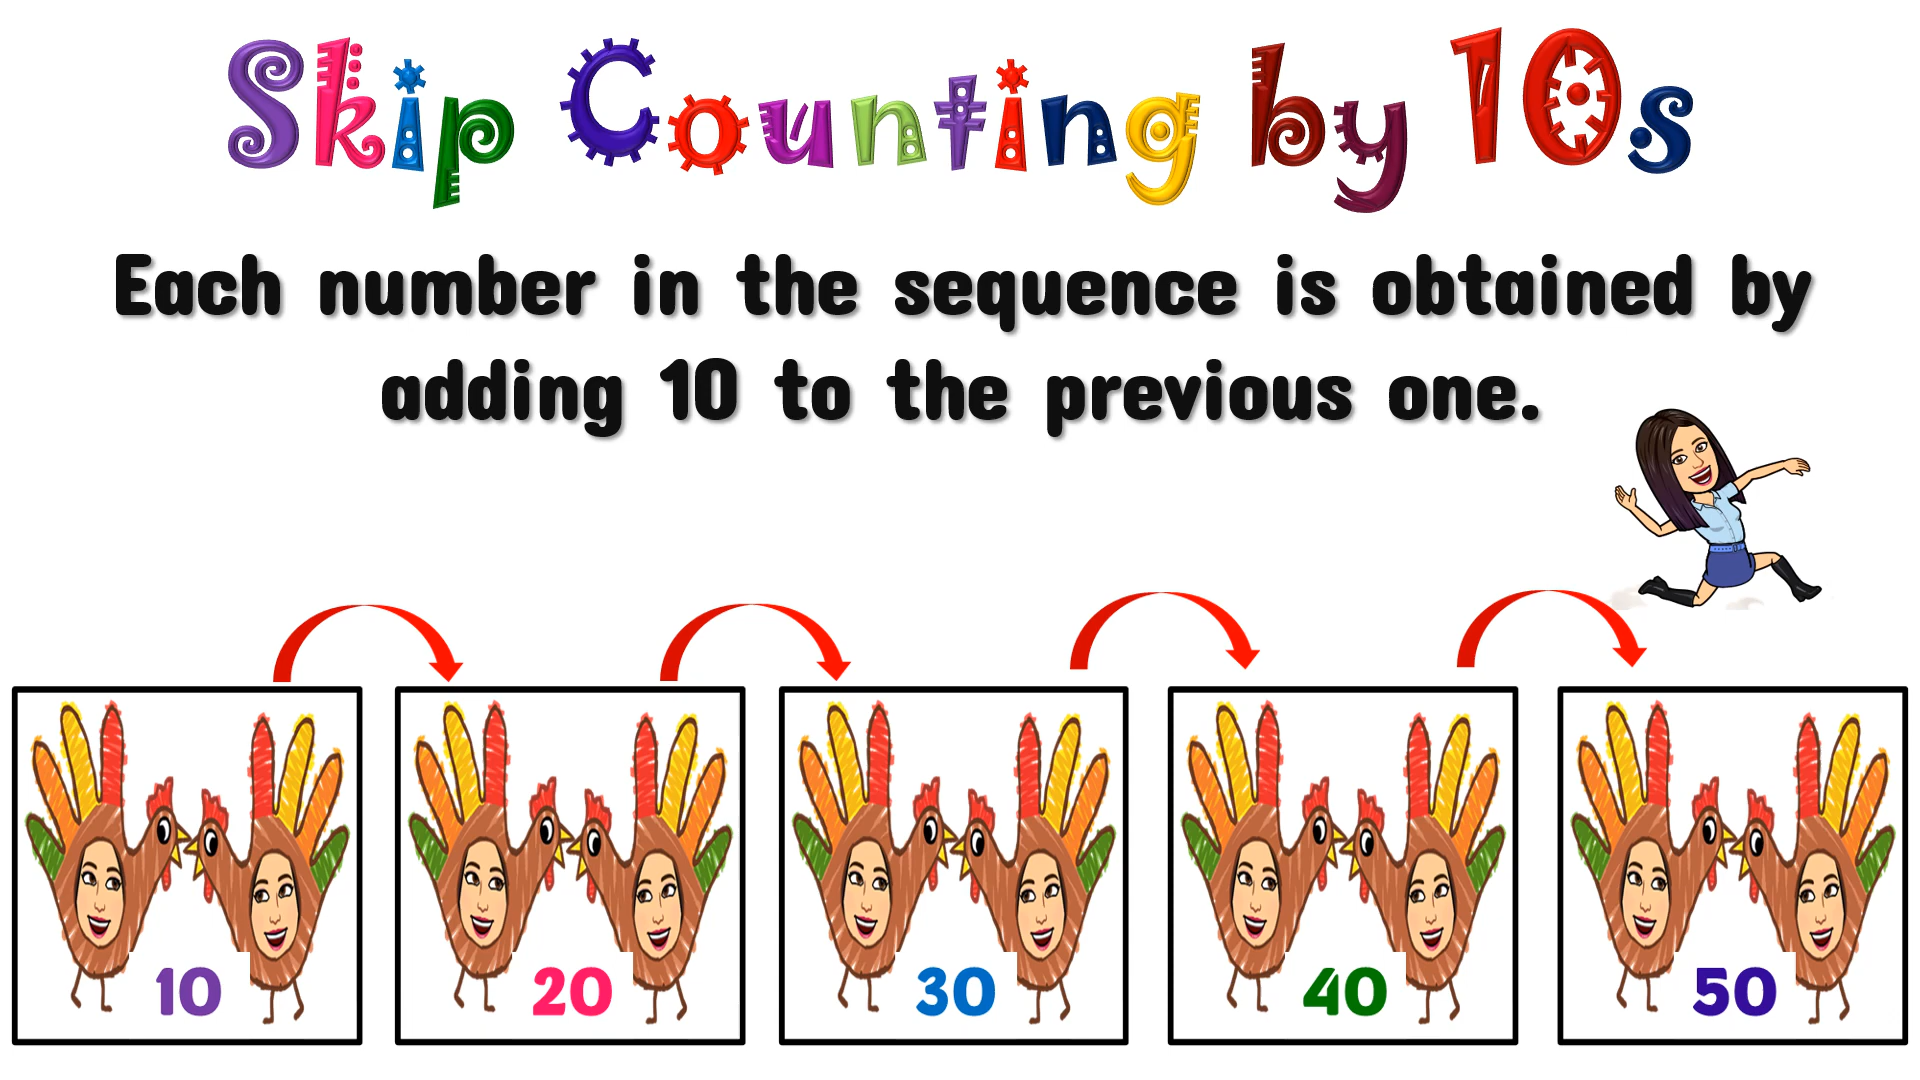 Skip Counting by 10s
Each number in the sequence is obtained by
adding 10 to the previous one.
10
20
30
40
50